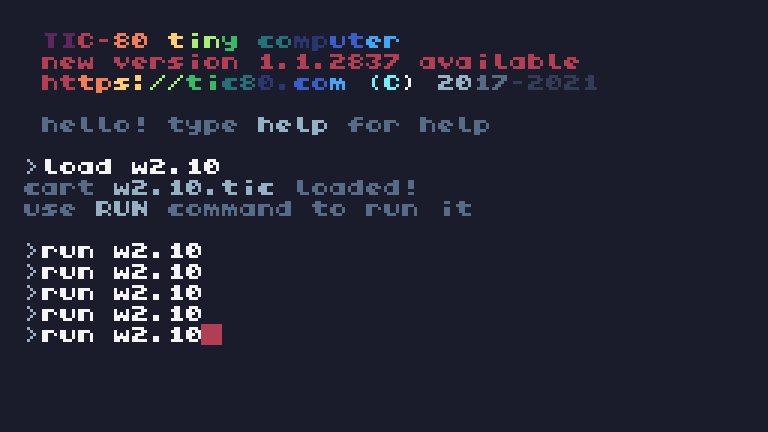 TIC-80 tiny computer
new version 1.1.2837 available
https://tic80.com (C) 2017-2021
hello! type help for help
>load w2.10
cart w2.10.tic loaded!
use RUN command to run it
>run w2.10
>run w2.10
>run w2.10
>run w2.10
>run w2.10